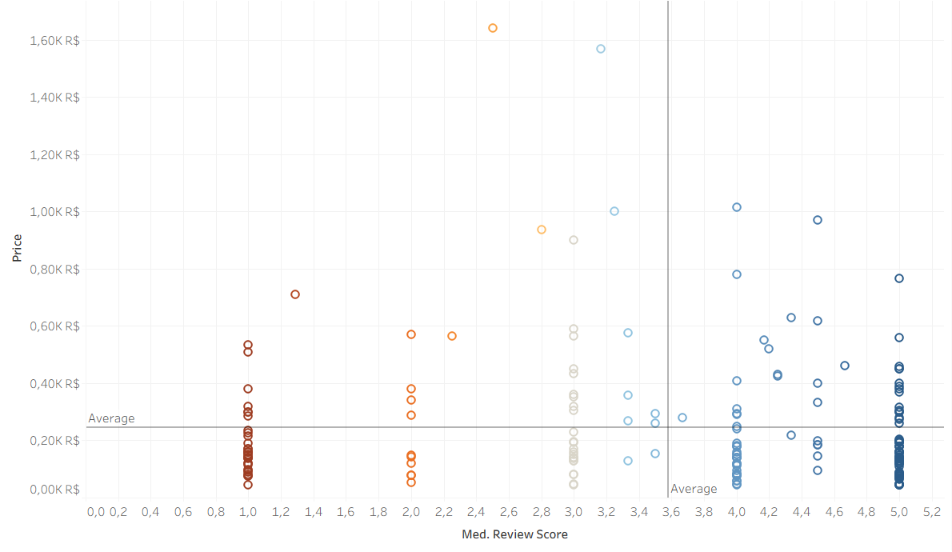 1,60K R$
1,40K R$
1,20K R$
1,00K R$
0,80K R$
0,60K R$
0,40K R$
0,20K R$
0,00K R$
Price
Average
Average
0,0 0,2 0,4 0,6 0,8 1,0 1,2 1,4 1,6 1,8 2,0 2,2 2,4 2,6 2,8 3,0 3,2 3,4 3,6 3,8 4,0 4,2 4,4 4,6 4,8 5,0 5,2
Med. Review Score